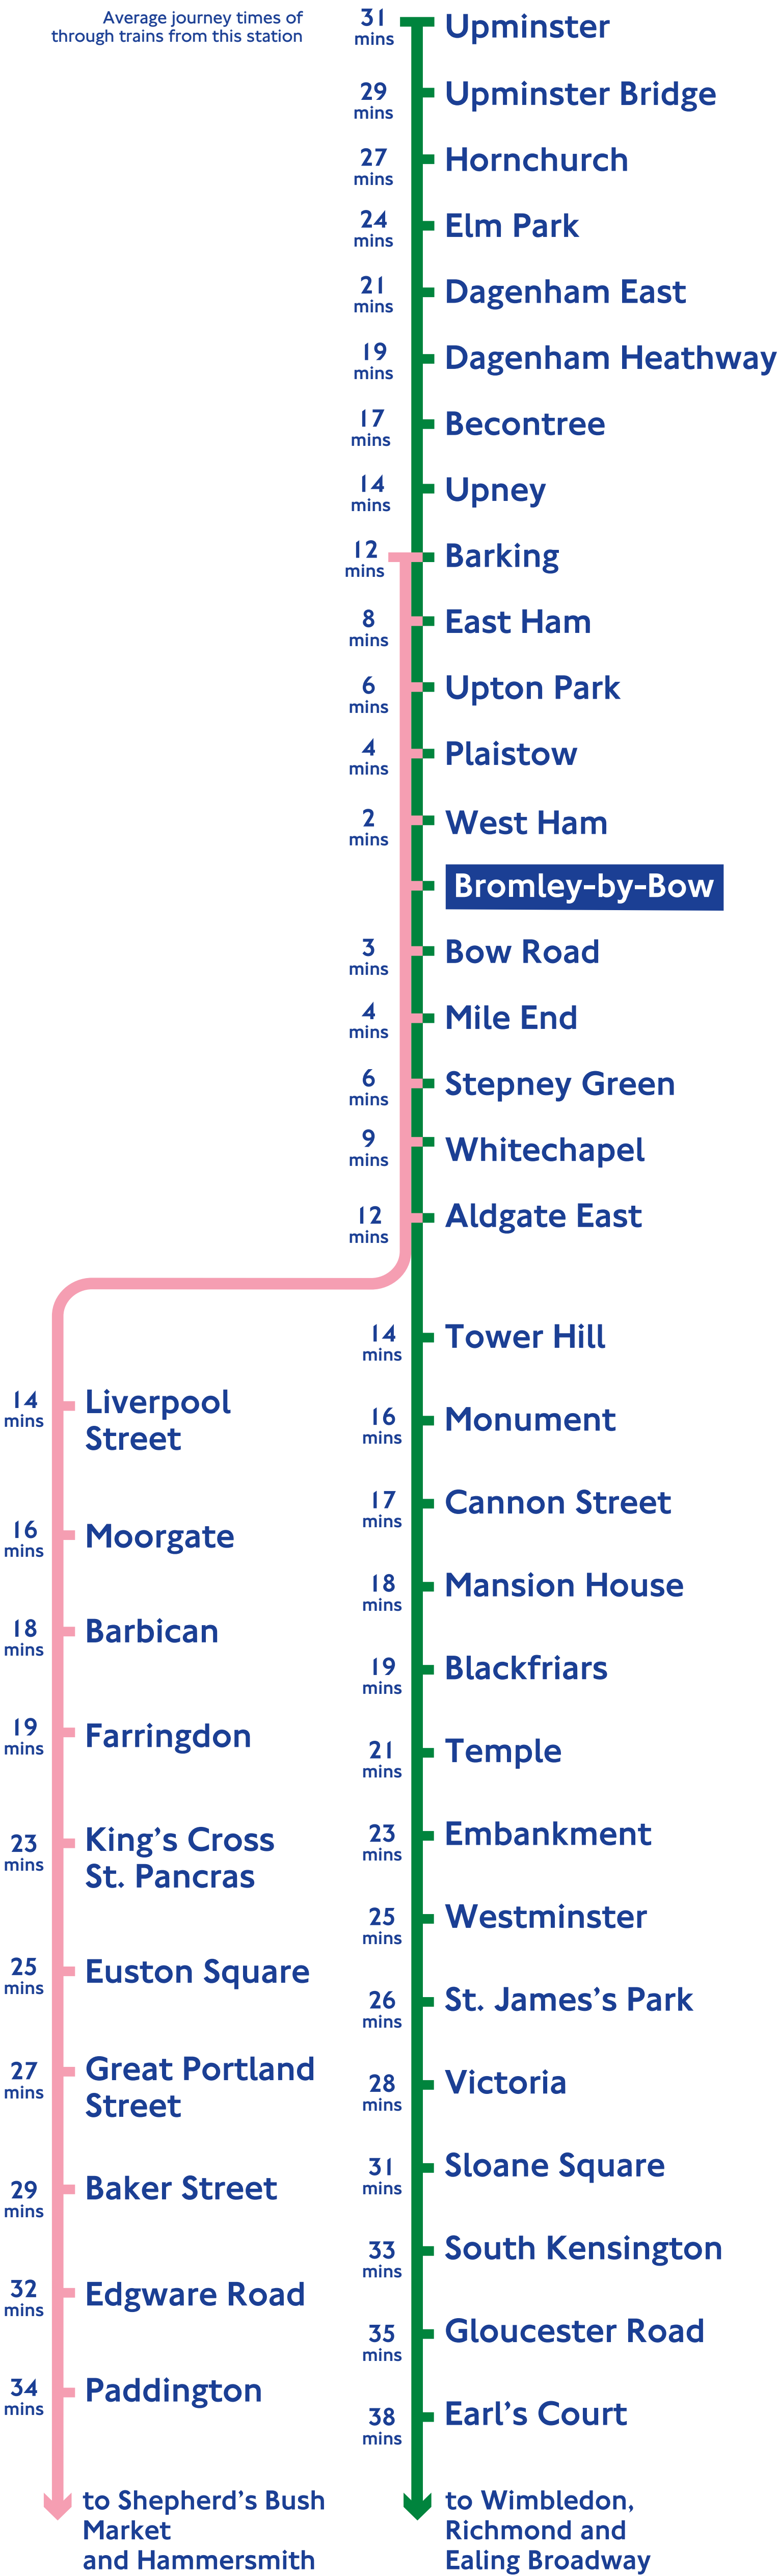 Average journey times of
through trains from this station
31
mins
Upminster
29
mins
Upminster Bridge
27
mins
Hornchurch
24
mins
Elm Park
21
mins
Dagenham East
19
mins
Dagenham Heathway
17
mins
Becontree
14
mins
Upney
12
mins
Barking
8
mins
East Ham
6
mins
Upton Park
4
mins
Plaistow
2
mins
West Ham
Bromley-by-Bow
3
mins
Bow Road
4
mins
Mile End
6
mins
Stepney Green
9
mins
Whitechapel
12
mins
Aldgate East
14
mins
Tower Hill
16
mins
Monument
17
mins
Cannon Street
18
mins
Mansion House
19
mins
Blackfriars
21
mins
Temple
23
mins
Embankment
25
mins
Westminster
26
mins
St. James’s Park
28
mins
Victoria
31
mins
Sloane Square
33
mins
South Kensington
35
mins
Gloucester Road
38
mins
Earl’s Court
to Wimbledon,
Richmond and
Ealing Broadway
14
mins
Liverpool
Street
16
mins
Moorgate
18
mins
Barbican
19
mins
Farringdon
23
mins
King’s Cross
St. Pancras
25
mins
Euston Square
27
mins
Great Portland
Street
29
mins
Baker Street
32
mins
Edgware Road
34
mins
Paddington
to Shepherd’s Bush
Market
and Hammersmith